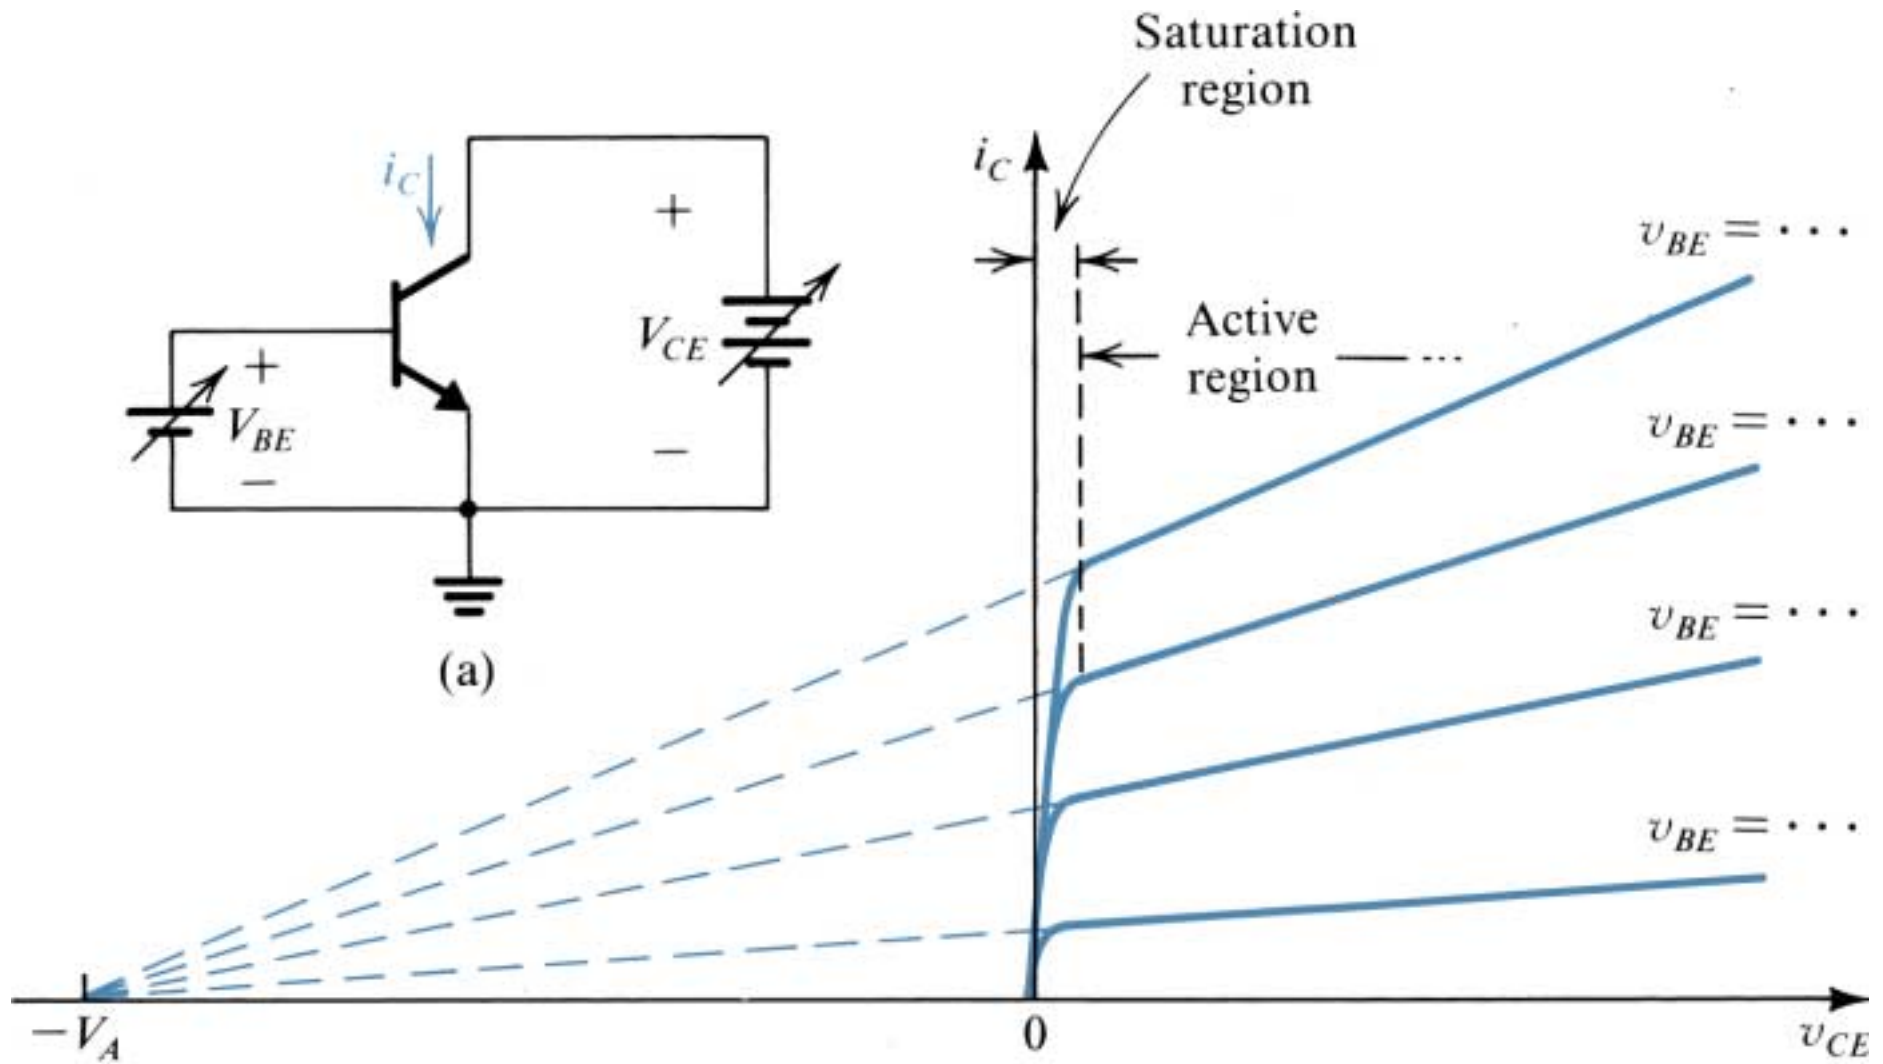 Saturation
region
i_C
i_C
+
v_BE = ···
+
V_CE
Active
region
···
+
V_BE
−
−
v_BE = ···
(a)
v_BE = ···
v_BE = ···
−V_A
0
v_CE